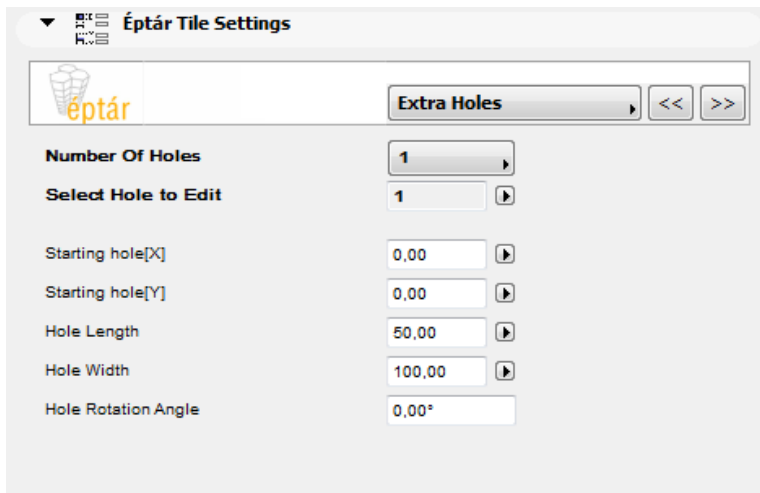 Éptár Tile Settings
éptár
Extra Holes << >>
Number Of Holes 1
Select Hole to Edit 1
Starting hole[X] 0,00
Starting hole[Y] 0,00
Hole Length 50,00
Hole Width 100,00
Hole Rotation Angle 0,00°